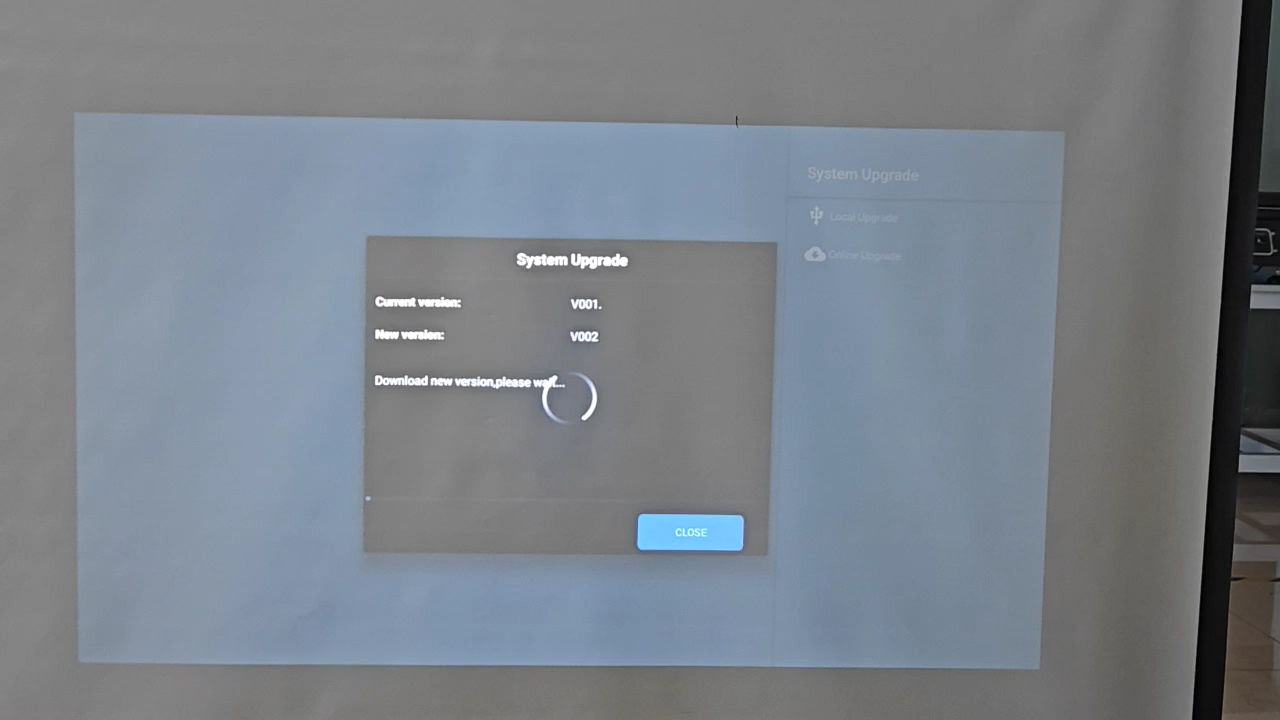 System Upgrade
Local Upgrade
Online Upgrade
System Upgrade
Current version: V001.
New version: V002
Download new version,please wait...
CLOSE